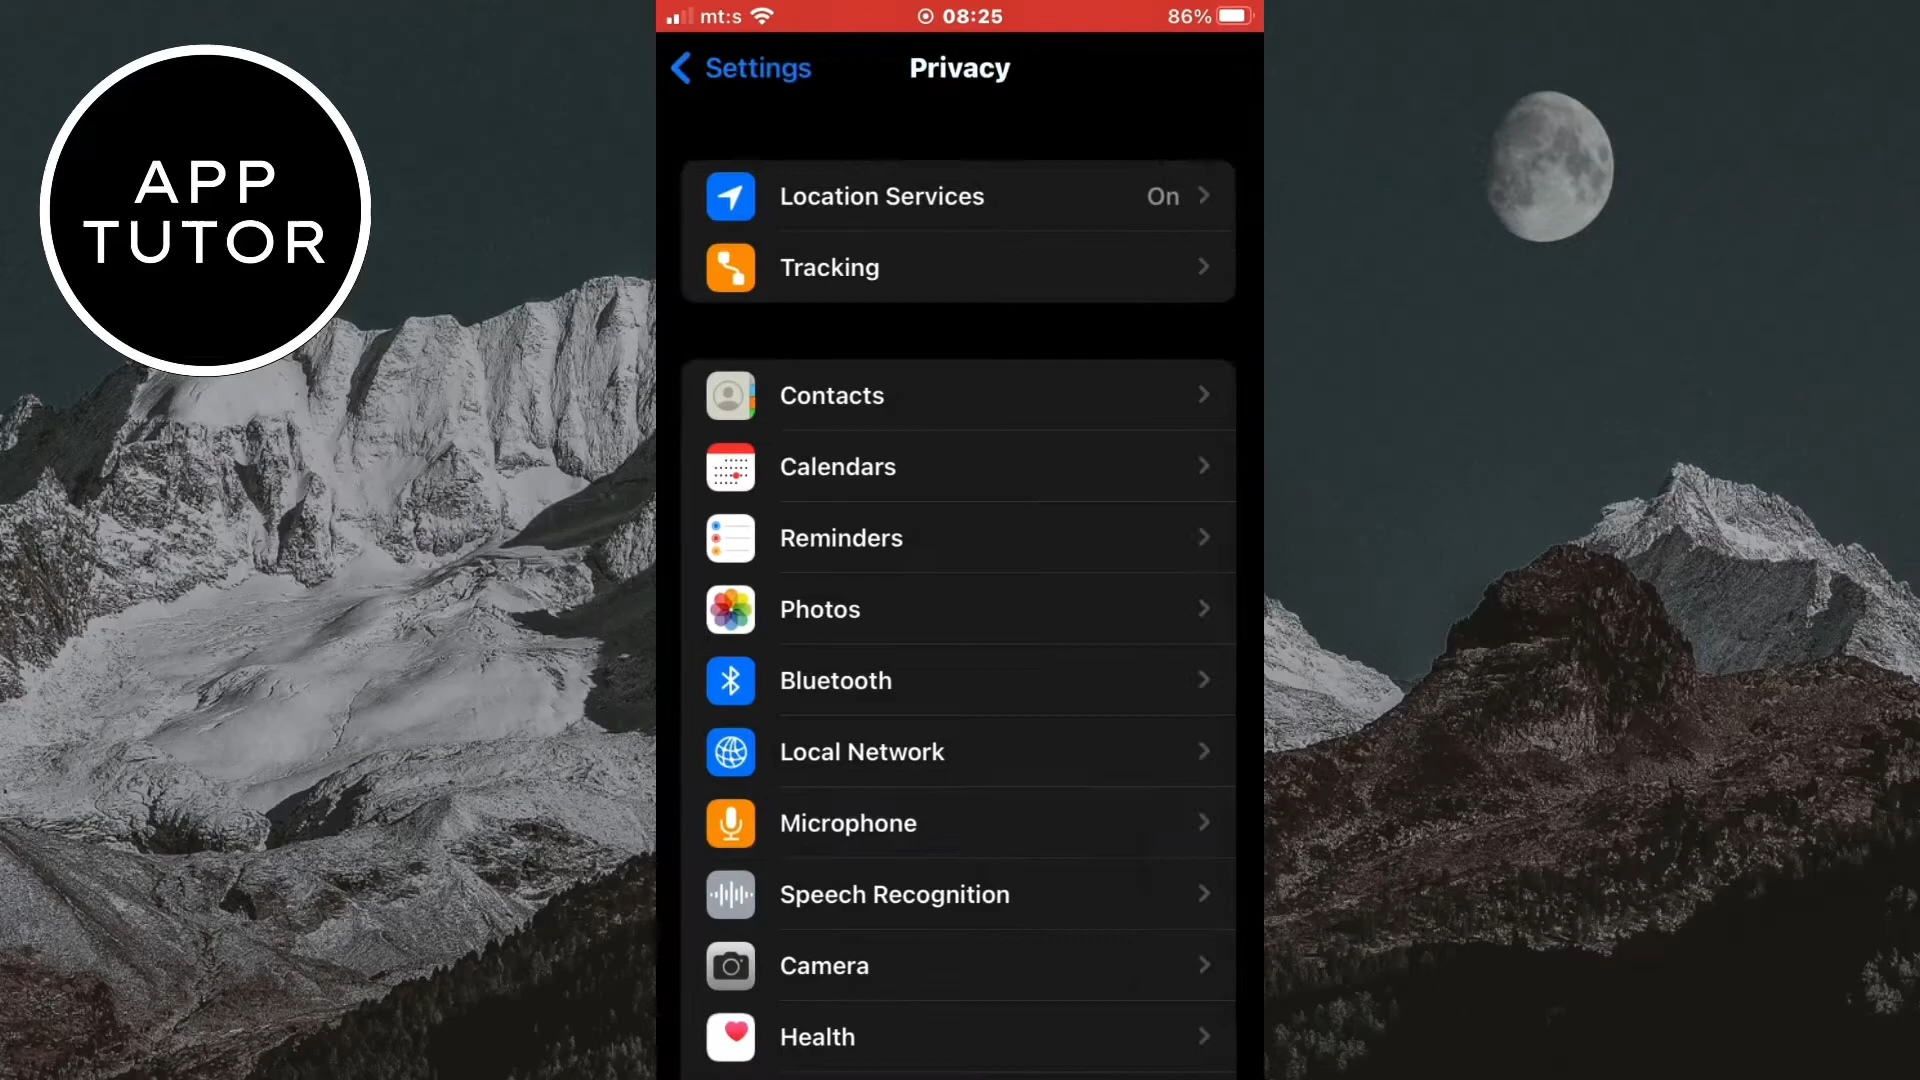 APP
TUTOR
mt:s 08:25 86%
Settings Privacy
Location Services On
Tracking
Contacts
Calendars
Reminders
Photos
Bluetooth
Local Network
Microphone
Speech Recognition
Camera
Health